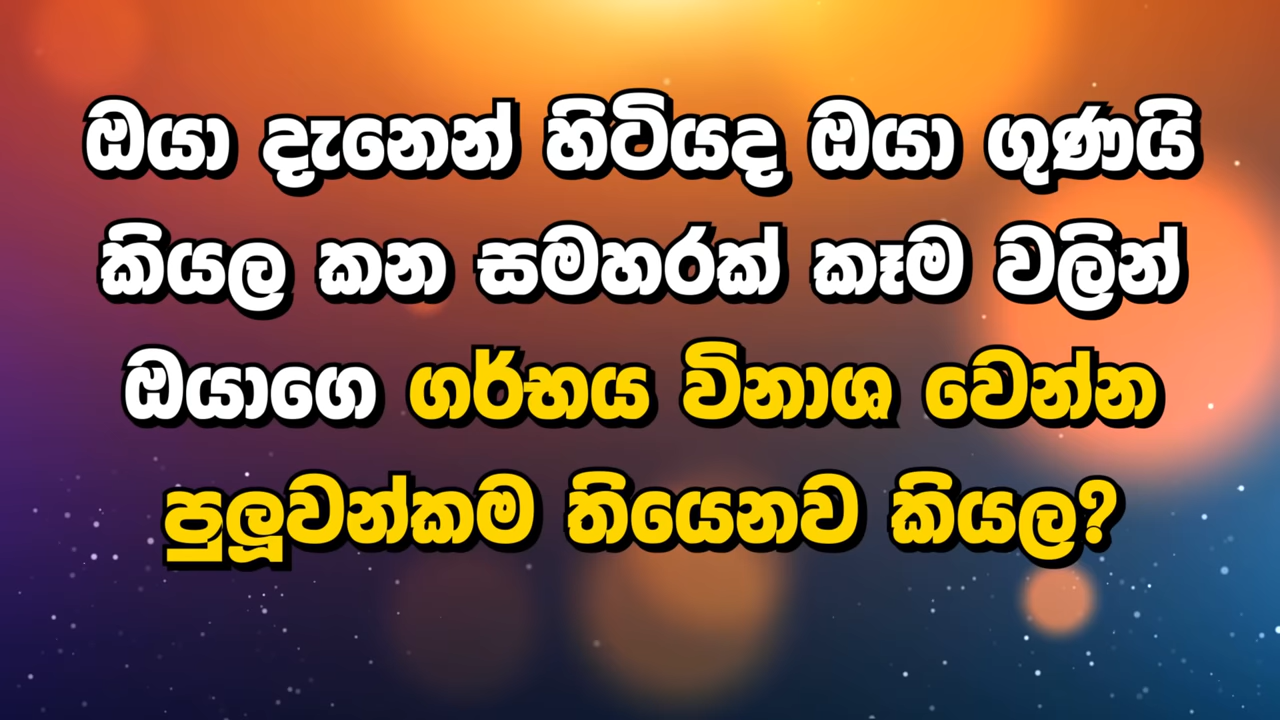 ඔයා දැනෙන් හිටියද ඔයා ගුණයි
කියල කන සමහරක් කෑම වලින්
ඔයාගෙ ගර්භය විනාශ වෙන්න
පුලූවන්කම තියෙනව කියල?